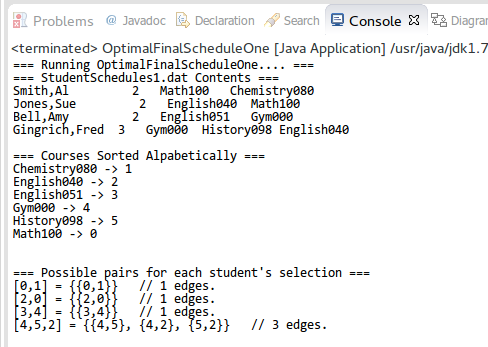 Problems @ Javadoc Declaration Search Console Diagran
<terminated> OptimalFinalScheduleOne [Java Application] /usr/java/jdk1.7
=== Running OptimalFinalScheduleOne.... ===
=== StudentSchedules1.dat Contents ===
Smith,Al 2 Math100 Chemistry080
Jones,Sue 2 English040 Math100
Bell,Amy 2 English051 Gym000
Gingrich,Fred 3 Gym000 History098 English040
=== Courses Sorted Alpabetically ===
Chemistry080 -> 1
English040 -> 2
English051 -> 3
Gym000 -> 4
History098 -> 5
Math100 -> 0
=== Possible pairs for each student's selection ===
[0,1] = {{0,1}} // 1 edges.
[2,0] = {{2,0}} // 1 edges.
[3,4] = {{3,4}} // 1 edges.
[4,5,2] = {{4,5}, {4,2}, {5,2}} // 3 edges.